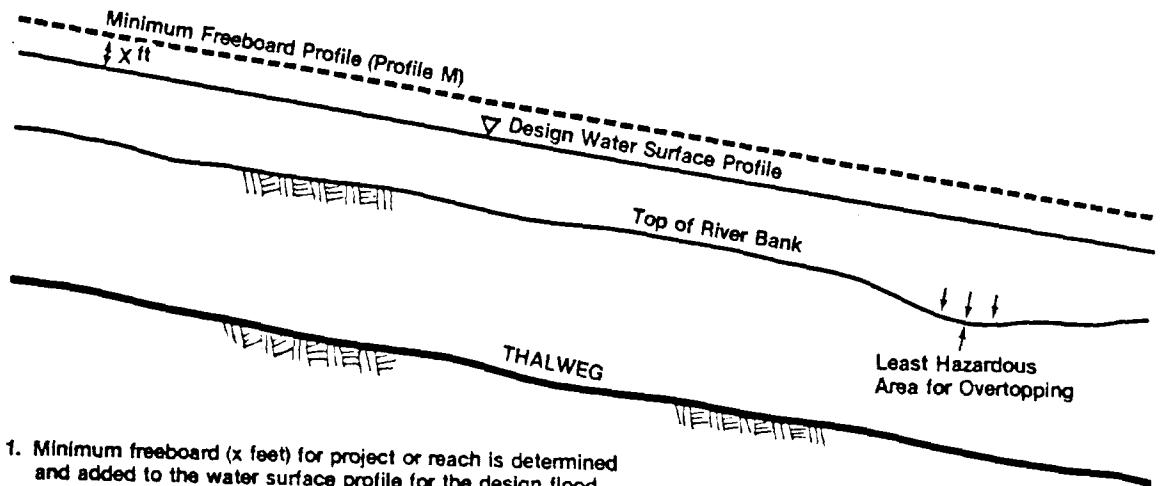 Minimum Freeboard Profile (Profile M)
X ft
Design Water Surface Profile
Top of River Bank
Least Hazardous
Area for Overtopping
THALWEG
1. Minimum freeboard (x feet) for project or reach is determined
and added to the water surface profile for the design flood